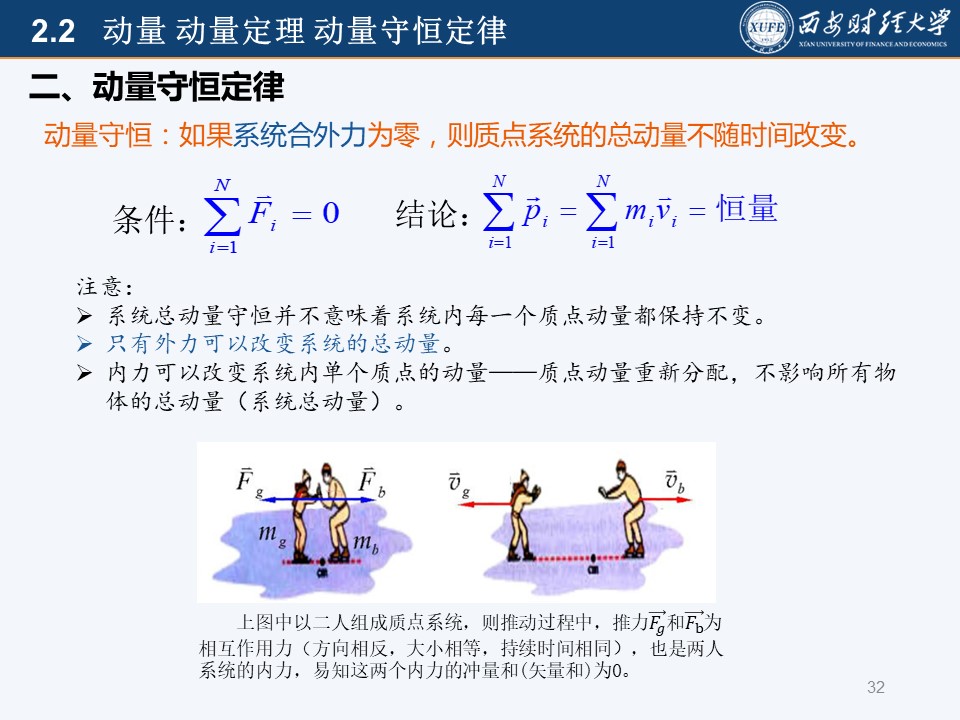 2.2 动量 动量定理 动量守恒定律
XUFE
西安财经大学
XI'AN UNIVERSITY OF FINANCE AND ECONOMICS
二、动量守恒定律
动量守恒：如果系统合外力为零，则质点系统的总动量不随时间改变。
条件： $\sum_{i=1}^{N} \vec{F}_i = 0$ 结论： $\sum_{i=1}^{N} \vec{p}_i = \sum_{i=1}^{N} m_i \vec{v}_i = 恒量$
注意：
➢ 系统总动量守恒并不意味着系统内每一个质点动量都保持不变。
➢ 只有外力可以改变系统的总动量。
➢ 内力可以改变系统内单个质点的动量——质点动量重新分配，不影响所有物
体的总动量（系统总动量）。
$\vec{F}_g$ $\vec{F}_b$ $\vec{v}_g$ $\vec{v}_b$
$m_g$ $m_b$
cm cm
上图中以二人组成质点系统，则推动过程中，推力$\vec{F_g}$和$\vec{F_b}$为
相互作用力（方向相反，大小相等，持续时间相同），也是两人
系统的内力，易知这两个内力的冲量和(矢量和)为0。
32